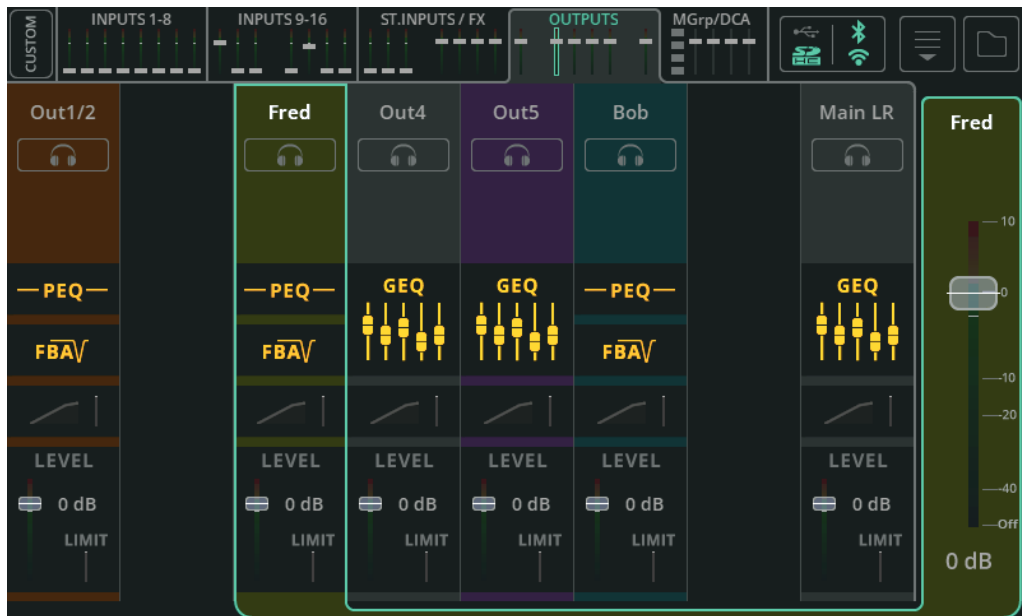 CUSTOM
INPUTS 1-8
INPUTS 9-16
ST.INPUTS / FX
OUTPUTS
MGrp/DCA
SD
HC
Out1/2
Fred
Out4
Out5
Bob
Main LR
Fred
PEQ
PEQ
GEQ
GEQ
PEQ
GEQ
FBA
FBA
FBA
LEVEL
LEVEL
LEVEL
LEVEL
LEVEL
LEVEL
0 dB
0 dB
0 dB
0 dB
0 dB
0 dB
LIMIT
LIMIT
LIMIT
LIMIT
LIMIT
LIMIT
10
0
-10
-20
-40
Off
0 dB